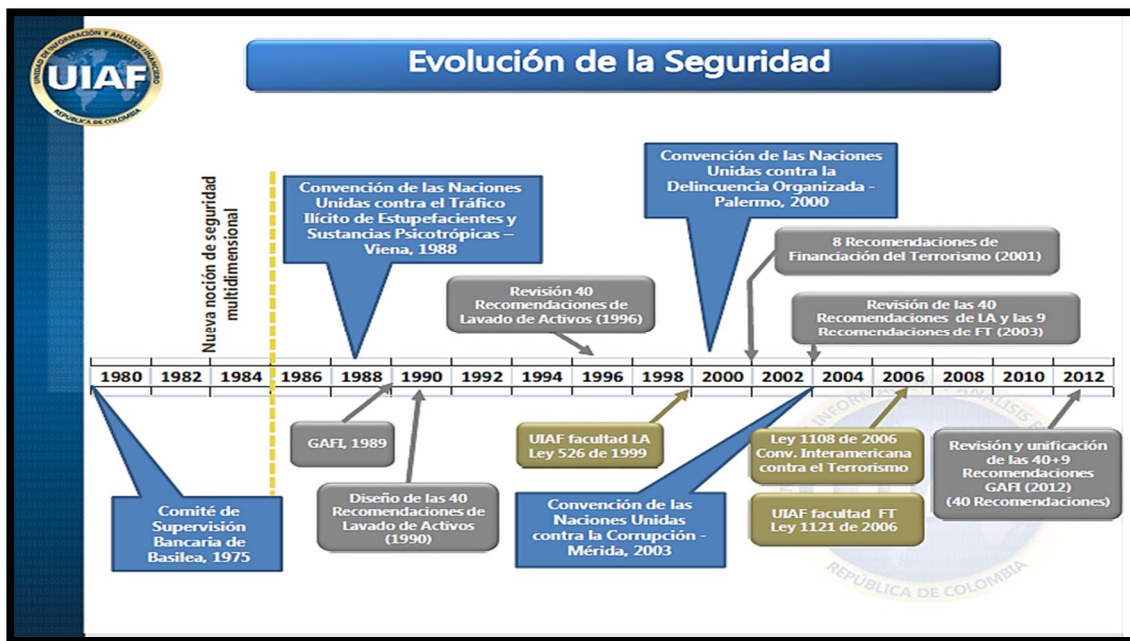 UNIDAD DE INFORMACIÓN Y ANÁLISIS FINANCIERO
UIAF
REPÚBLICA DE COLOMBIA
Evolución de la Seguridad
Nueva noción de seguridad
multidimensional
Convención de las Naciones
Unidas contra el Tráfico
Ilícito de Estupefacientes y
Sustancias Psicotrópicas –
Viena, 1988
Convención de las Naciones
Unidas contra la
Delincuencia Organizada -
Palermo, 2000
8 Recomendaciones de
Financiación del Terrorismo (2001)
Revisión 40
Recomendaciones de
Lavado de Activos (1996)
Revisión de las 40
Recomendaciones de LA y las 9
Recomendaciones de FT (2003)
1980 1982 1984 1986 1988 1990 1992 1994 1996 1998 2000 2002 2004 2006 2008 2010 2012
GAFI, 1989
UIAF facultad LA
Ley 526 de 1999
Ley 1108 de 2006
Conv. Interamericana
contra el Terrorismo
Revisión y unificación
de las 40+9
Recomendaciones
GAFI (2012)
(40 Recomendaciones)
Comité de
Supervisión
Bancaria de
Basilea, 1975
Diseño de las 40
Recomendaciones de
Lavado de Activos
(1990)
Convención de las
Naciones Unidas
contra la Corrupción -
Mérida, 2003
UIAF facultad FT
Ley 1121 de 2006
REPÚBLICA DE COLOMBIA